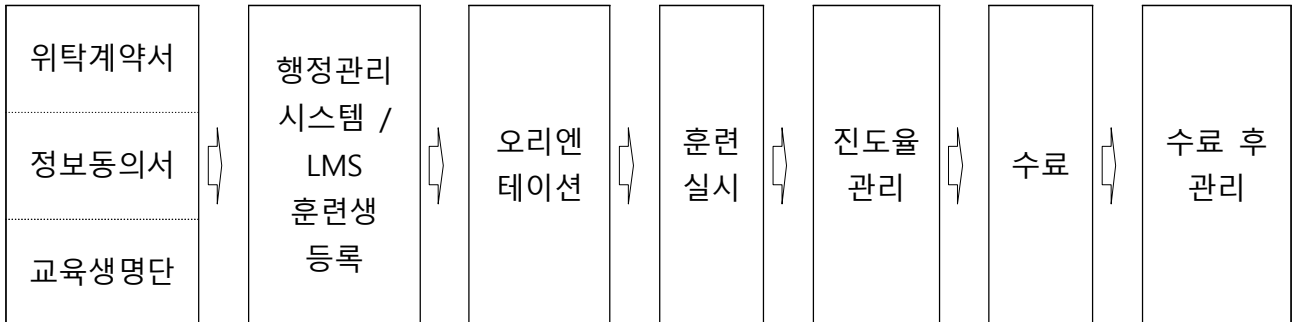 위탁계약서
정보동의서
교육생명단
행정관리
시스템 /
LMS
훈련생
등록
오리엔
테이션
훈련
실시
진도율
관리
수료
수료 후
관리